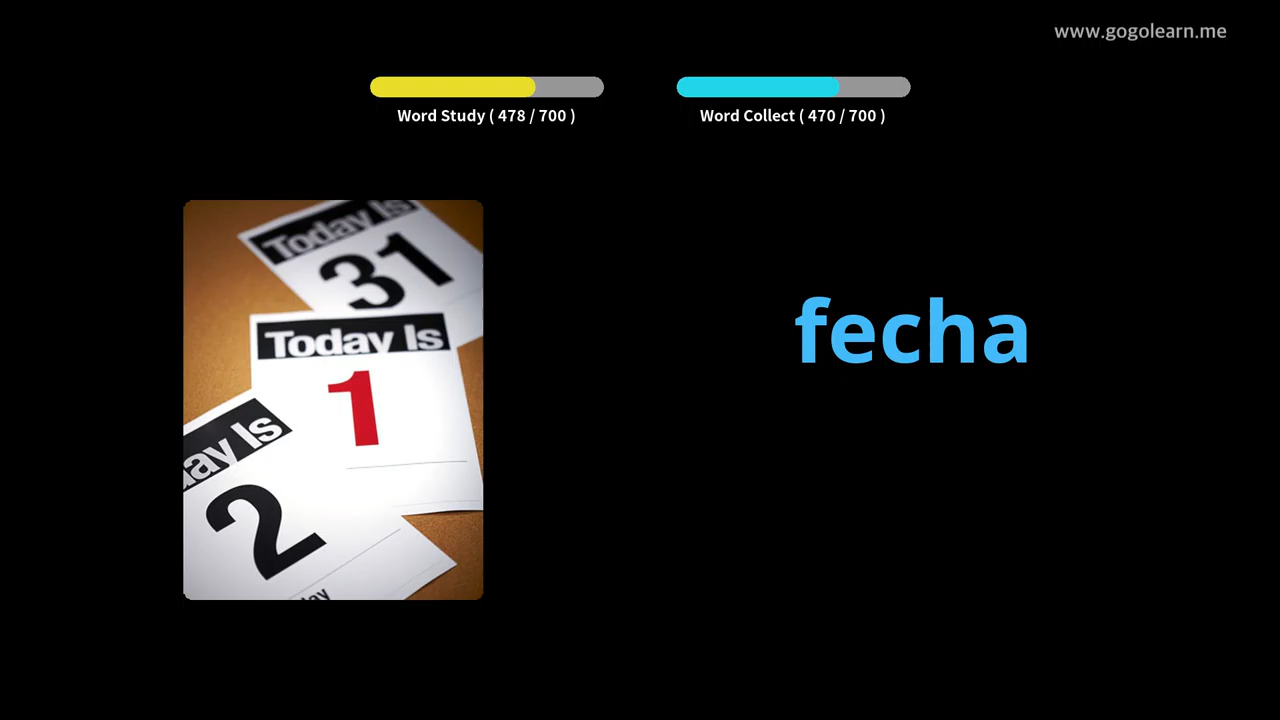 www.gogolearn.me
Word Study ( 478 / 700 )
Word Collect ( 470 / 700 )
Today Is
31
Today Is
1
fecha
ay Is
2
ay